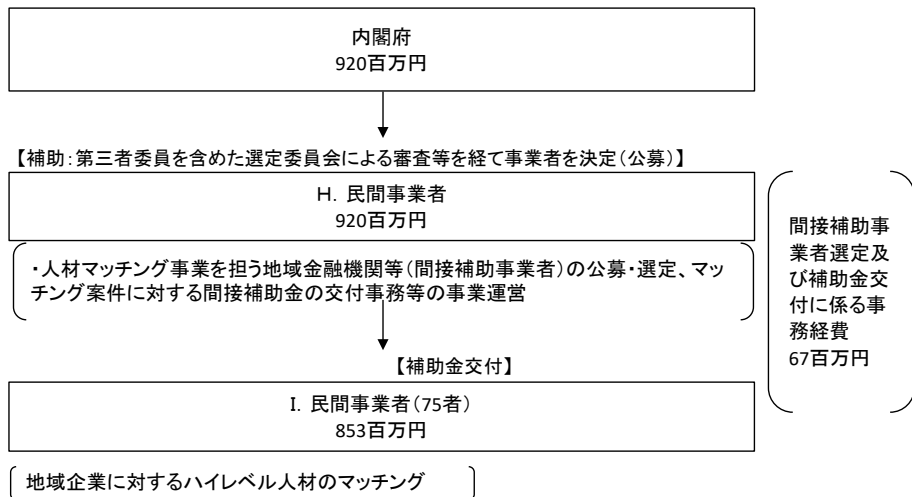 内閣府
920百万円
【補助:第三者委員を含めた選定委員会による審査等を経て事業者を決定(公募)】
H. 民間事業者
920百万円
・人材マッチング事業を担う地域金融機関等(間接補助事業者)の公募・選定、マッ
チング案件に対する間接補助金の交付事務等の事業運営
間接補助事
業者選定及
び補助金交
付に係る事
務経費
67百万円
【補助金交付】
I. 民間事業者(75者)
853百万円
地域企業に対するハイレベル人材のマッチング